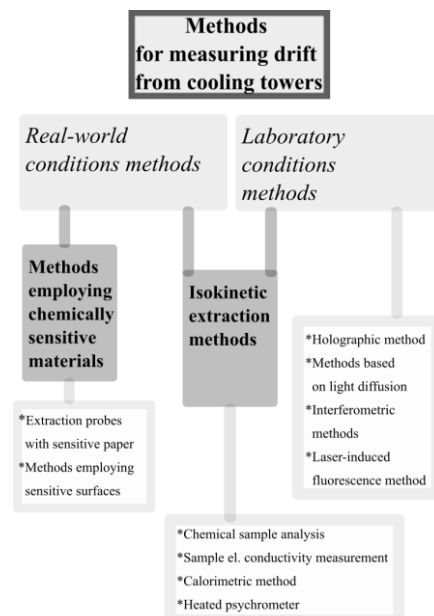 Methods
for measuring drift
from cooling towers
Real-world
conditions methods
Laboratory
conditions
methods
Methods
employing
chemically
sensitive
materials
Isokinetic
extraction
methods
*Holographic method
*Methods based
on light diffusion
*Interferometric
methods
*Laser-induced
fluorescence method
*Extraction probes
with sensitive paper
*Methods employing
sensitive surfaces
*Chemical sample analysis
*Sample el. conductivity measurement
*Calorimetric method
*Heated psychrometer